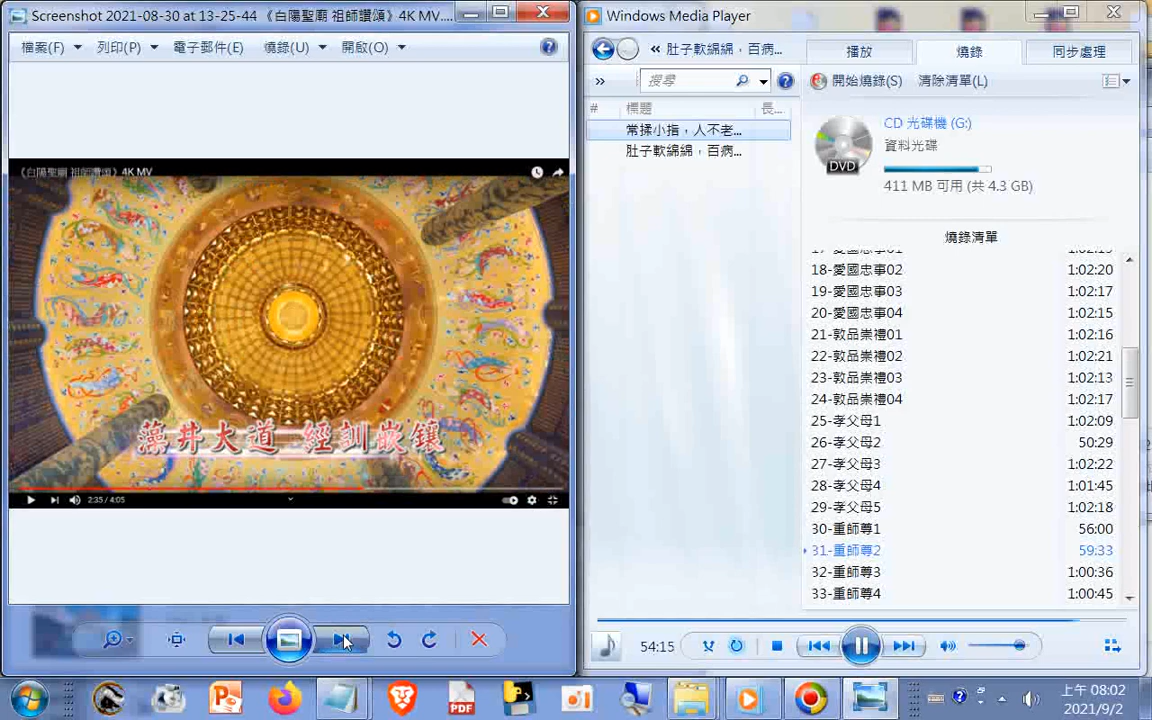 Screenshot 2021-08-30 at 13-25-44 《白陽聖廟 祖師讚頌》4K MV....
檔案(F) 列印(P) 電子郵件(E) 燒錄(U) 開啟(O)
《白陽聖廟 祖師讚頌》4K MV
藻井大道 經訓嵌鑲
2:35 / 4:05
Windows Media Player
« 肚子軟綿綿，百病...
播放 燒錄 同步處理
» 搜尋
開始燒錄(S) 清除清單(L)
# 標題 長...
常揉小指，人不老...
肚子軟綿綿，百病...
CD 光碟機 (G:)
資料光碟
DVD
411 MB 可用 (共 4.3 GB)
燒錄清單
18-愛國忠事02 1:02:20
19-愛國忠事03 1:02:17
20-愛國忠事04 1:02:15
21-敦品崇禮01 1:02:16
22-敦品崇禮02 1:02:21
23-敦品崇禮03 1:02:13
24-敦品崇禮04 1:02:17
25-孝父母1 1:02:09
26-孝父母2 50:29
27-孝父母3 1:02:22
28-孝父母4 1:01:45
29-孝父母5 1:02:18
30-重師尊1 56:00
31-重師尊2 59:33
32-重師尊3 1:00:36
33-重師尊4 1:00:45
54:15
PDF
上午 08:02
2021/9/2